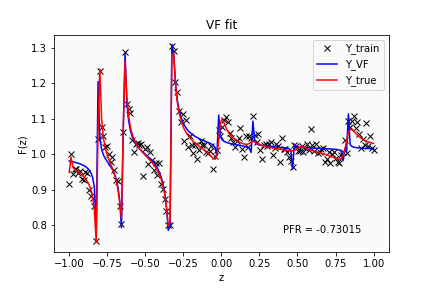 VF fit
1.3
1.2
1.1
1.0
0.9
0.8
F(z)
Y_train
Y_VF
Y_true
PFR = -0.73015
−1.00 −0.75 −0.50 −0.25 0.00 0.25 0.50 0.75 1.00
z